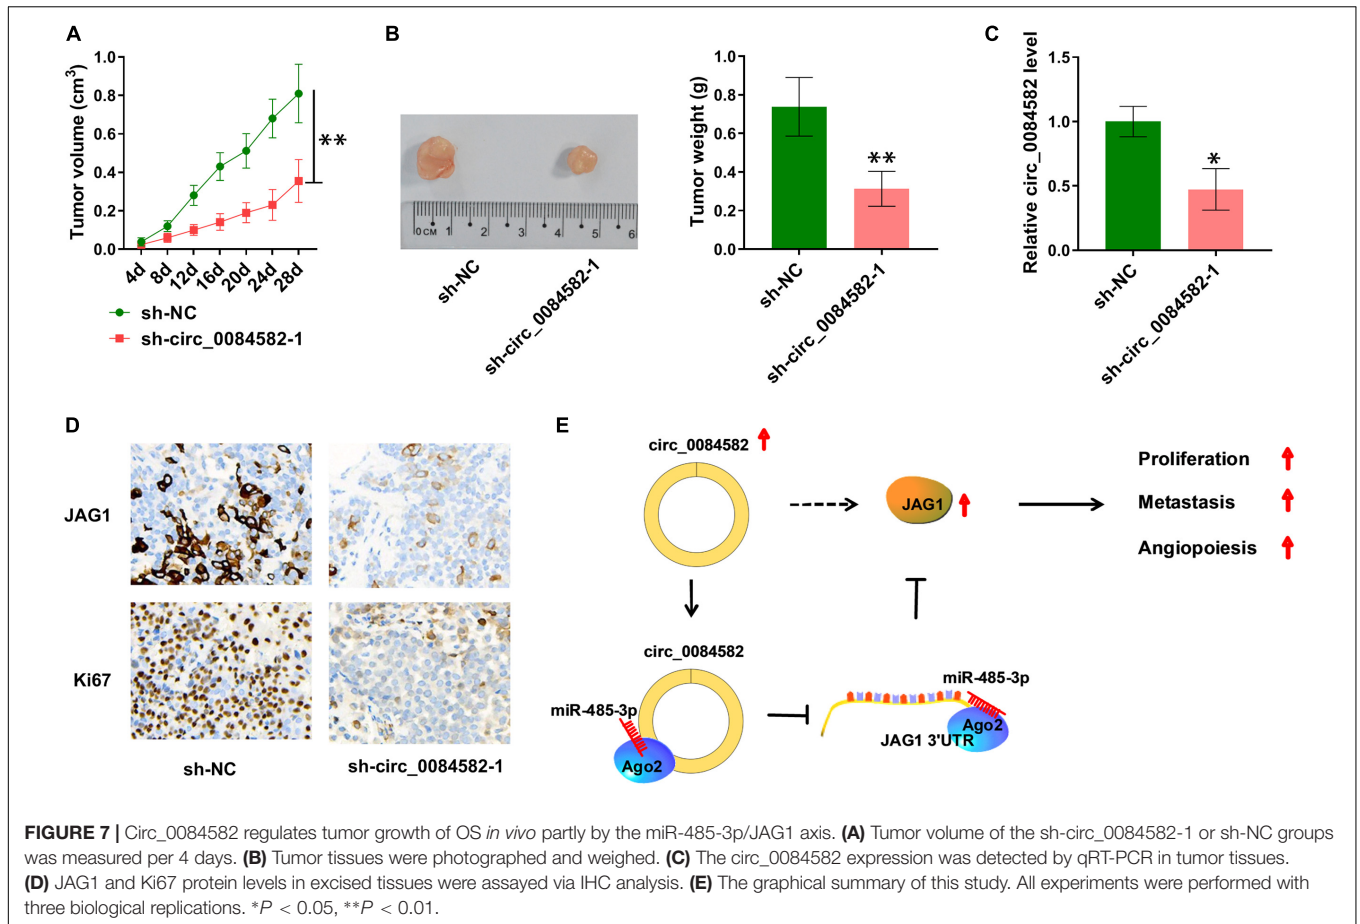 A
Tumor volume (cm³)
1.0
0.8
0.6
0.4
0.2
0.0
4d
8d
12d
16d
20d
24d
28d
**
sh-NC
sh-circ_0084582-1
B
0 CM 1 2 3 4 5 6
sh-NC
sh-circ_0084582-1
Tumor weight (g)
1.0
0.8
0.6
0.4
0.2
0.0
**
sh-NC
sh-circ_0084582-1
C
Relative circ_0084582 level
1.5
1.0
0.5
0.0
*
sh-NC
sh-circ_0084582-1
D
JAG1
Ki67
sh-NC
sh-circ_0084582-1
E
circ_0084582
JAG1
Proliferation
Metastasis
Angiopoiesis
circ_0084582
miR-485-3p
Ago2
miR-485-3p
Ago2
JAG1 3'UTR
FIGURE 7 | Circ_0084582 regulates tumor growth of OS in vivo partly by the miR-485-3p/JAG1 axis. (A) Tumor volume of the sh-circ_0084582-1 or sh-NC groups
was measured per 4 days. (B) Tumor tissues were photographed and weighed. (C) The circ_0084582 expression was detected by qRT-PCR in tumor tissues.
(D) JAG1 and Ki67 protein levels in excised tissues were assayed via IHC analysis. (E) The graphical summary of this study. All experiments were performed with
three biological replications. *P < 0.05, **P < 0.01.